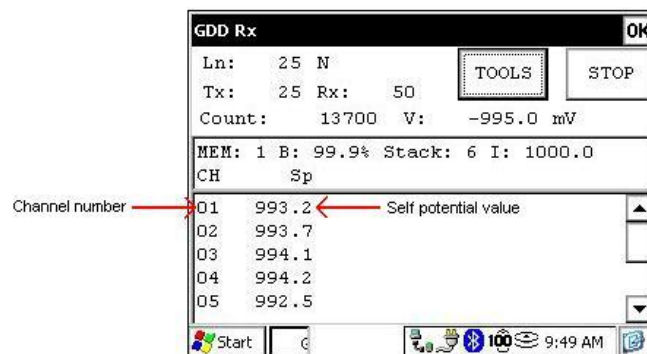 GDD Rx OK
Ln: 25 N
TOOLS STOP
Tx: 25 Rx: 50
Count: 13700 V: -995.0 mV
MEM: 1 B: 99.9% Stack: 6 I: 1000.0
CH Sp
Channel number 01 993.2 Self potential value
02 993.7
03 994.1
04 994.2
05 992.5
Start 100 9:49 AM